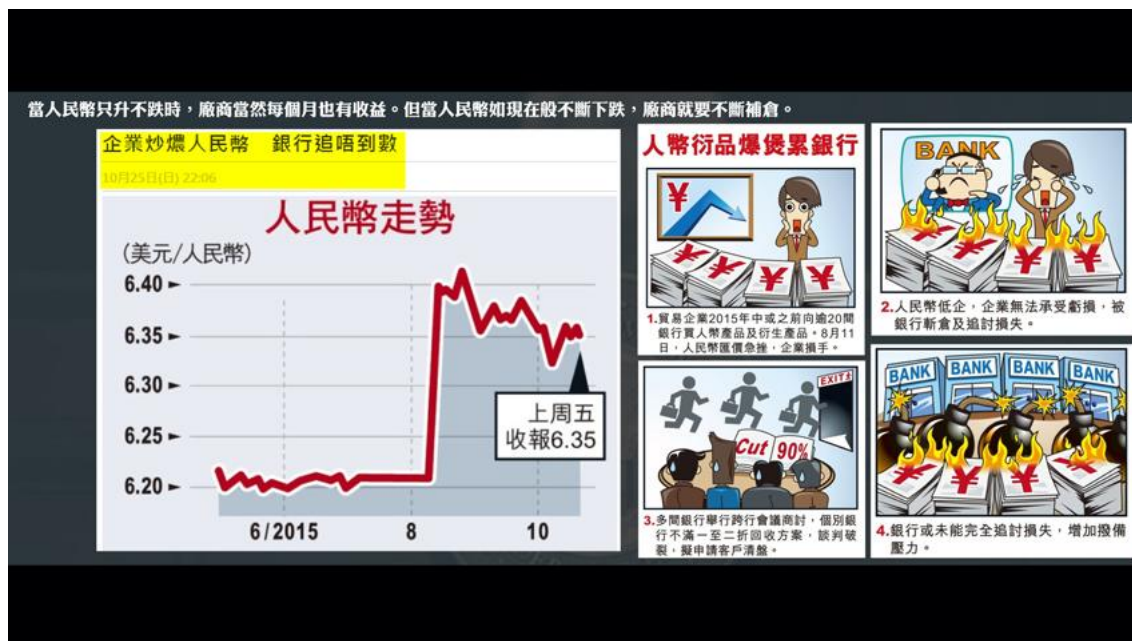 當人民幣只升不跌時，廠商當然每個月也有收益。但當人民幣如現在般不斷下跌，廠商就要不斷補倉。
企業炒燶人民幣　銀行追唔到數
10月25日(日) 22:06
人民幣走勢
(美元/人民幣)
6.40
6.35
6.30
6.25
6.20
上周五
收報6.35
6/2015
8
10
人幣衍品爆煲累銀行
¥
¥ ¥ ¥ ¥
1.貿易企業2015年中或之前向逾20間
銀行買人幣產品及衍生產品。8月11
日，人民幣匯價急挫，企業損手。
BANK
¥ ¥ ¥ ¥
2.人民幣低企，企業無法承受虧損，被
銀行斬倉及追討損失。
EXIT
Cut 90%
3.多間銀行舉行跨行會議商討，個別銀
行不滿一至二折回收方案，談判破
裂，擬申請客戶清盤。
BANK BANK BANK BANK
¥ ¥ ¥ ¥
4.銀行或未能完全追討損失，增加撥備
壓力。